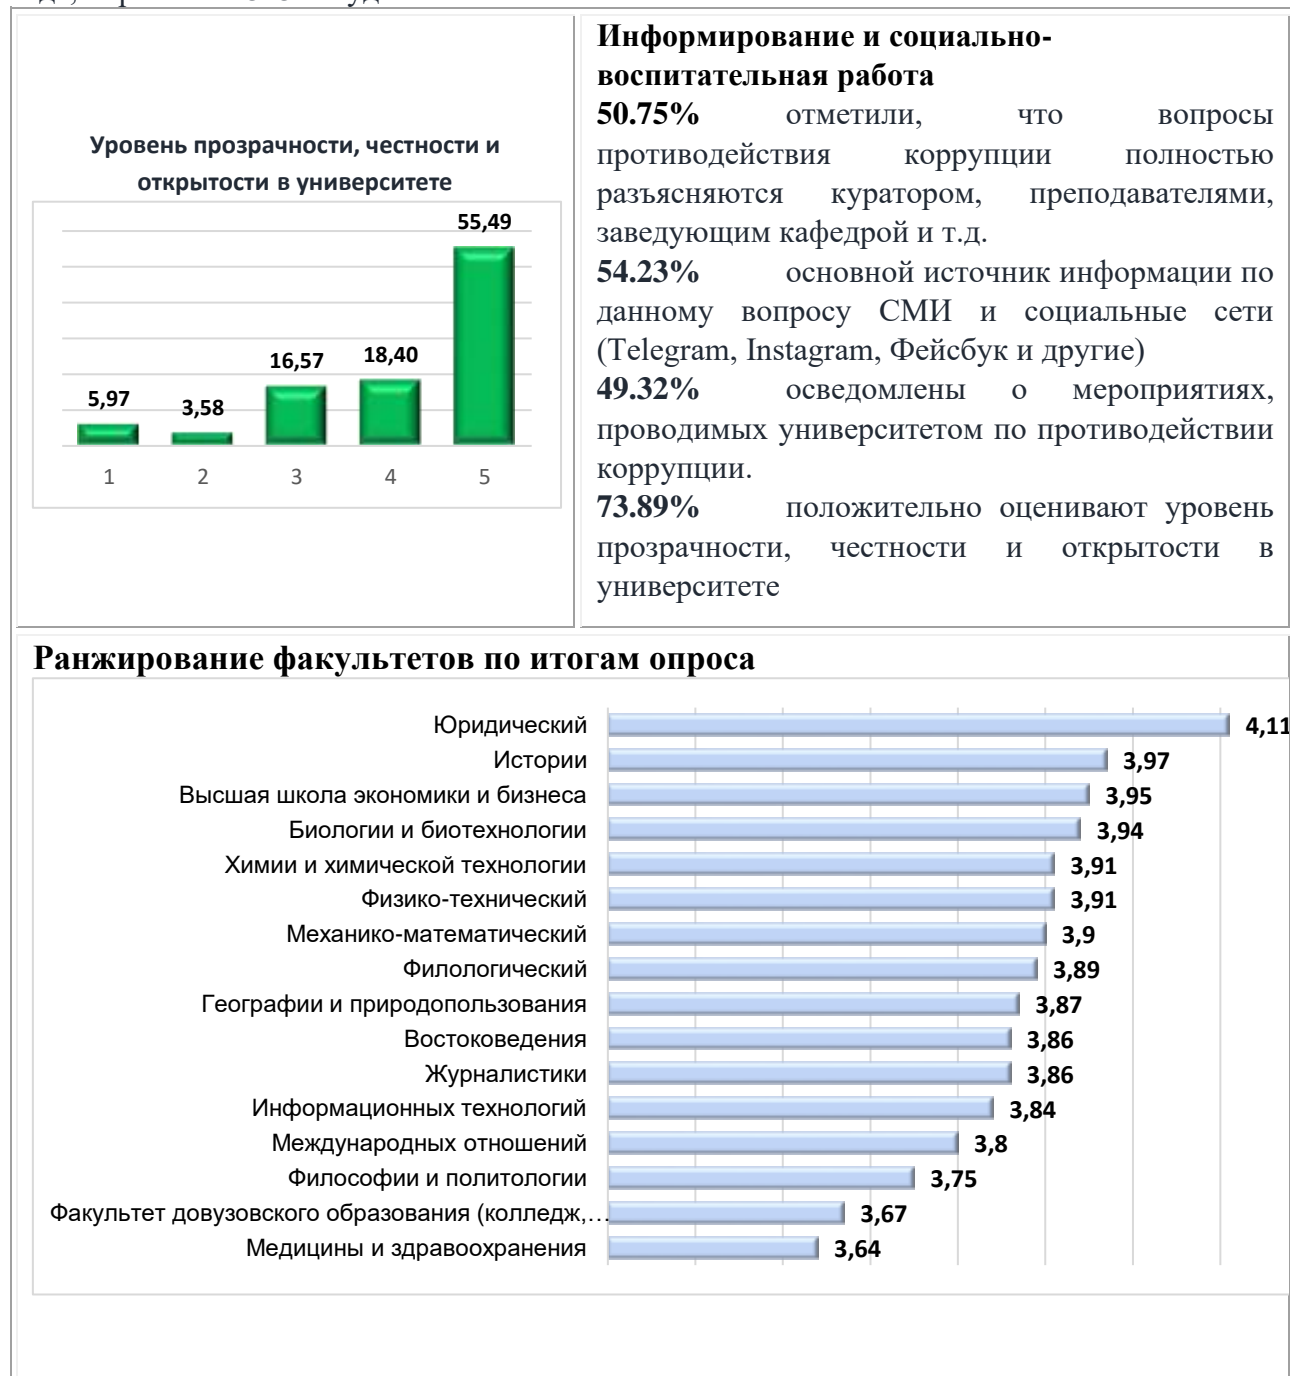 Уровень прозрачности, честности и
открытости в университете
55,49
16,57
18,40
5,97
3,58
1 2 3 4 5
Информирование и социально-
воспитательная работа
50.75% отметили, что вопросы
противодействия коррупции полностью
разъясняются куратором, преподавателями,
заведующим кафедрой и т.д.
54.23% основной источник информации по
данному вопросу СМИ и социальные сети
(Telegram, Instagram, Фейсбук и другие)
49.32% осведомлены о мероприятиях,
проводимых университетом по противодействии
коррупции.
73.89% положительно оценивают уровень
прозрачности, честности и открытости в
университете
Ранжирование факультетов по итогам опроса
Юридический 4,11
Истории 3,97
Высшая школа экономики и бизнеса 3,95
Биологии и биотехнологии 3,94
Химии и химической технологии 3,91
Физико-технический 3,91
Механико-математический 3,9
Филологический 3,89
Географии и природопользования 3,87
Востоковедения 3,86
Журналистики 3,86
Информационных технологий 3,84
Международных отношений 3,8
Философии и политологии 3,75
Факультет довузовского образования (колледж,… 3,67
Медицины и здравоохранения 3,64